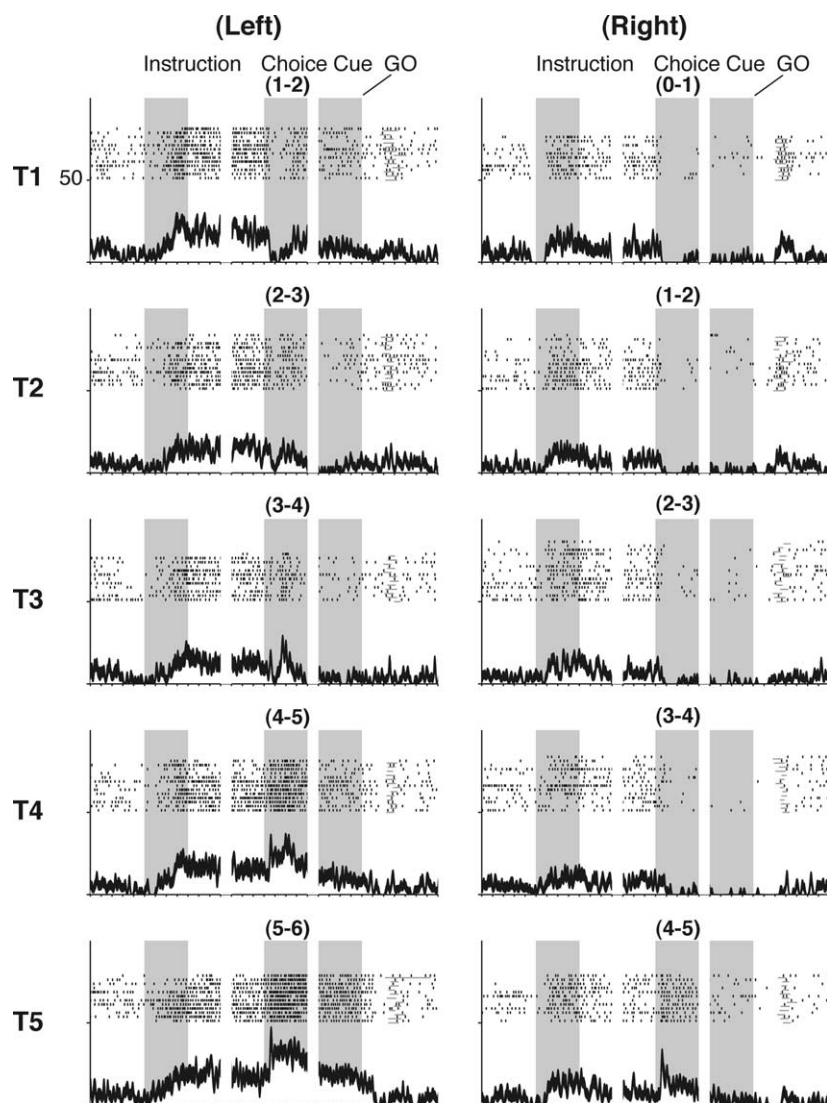 (Left) (Right)
Instruction Choice Cue GO Instruction Choice Cue GO
(1-2) (0-1)
T1 50
(2-3) (1-2)
T2
(3-4) (2-3)
T3
(4-5) (3-4)
T4
(5-6) (4-5)
T5